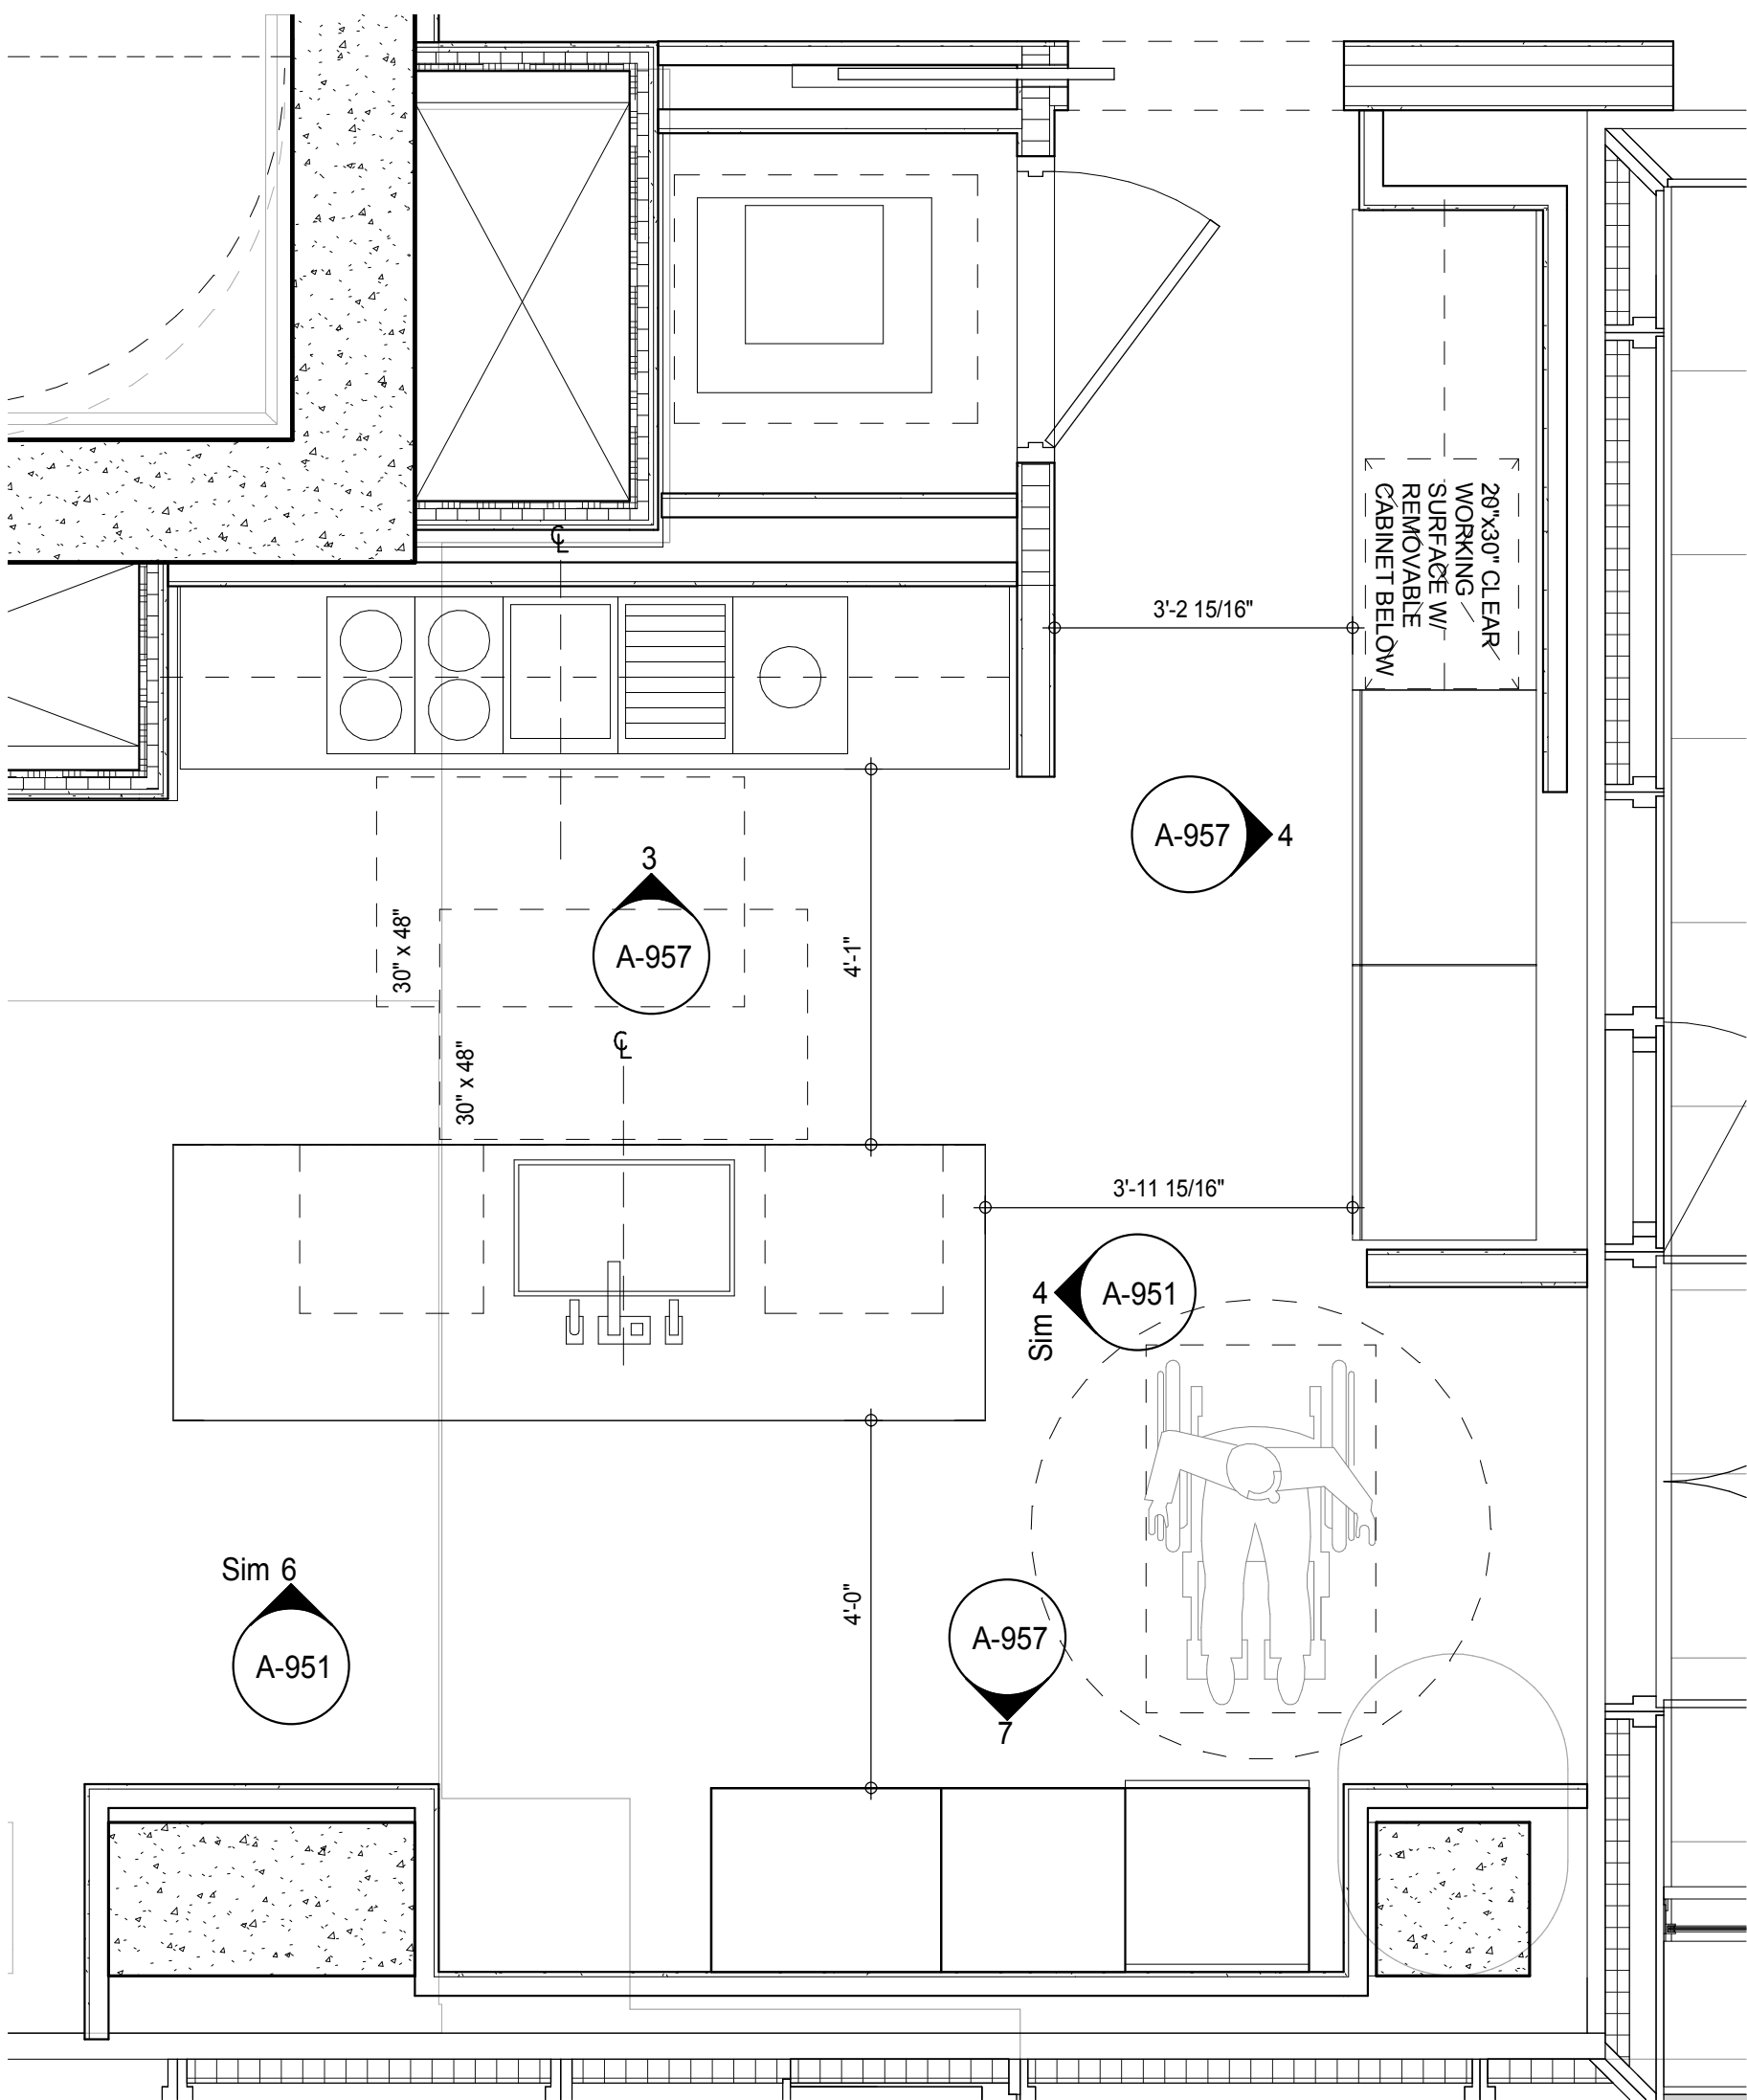 ℄
20"x30" CLEAR
WORKING
SURFACE W/
REMOVABLE
CABINET BELOW
3'-2 15/16"
A-957
4
3
A-957
30" x 48"
4'-1"
℄
30" x 48"
3'-11 15/16"
4
Sim
A-951
Sim 6
A-951
4'-0"
A-957
7